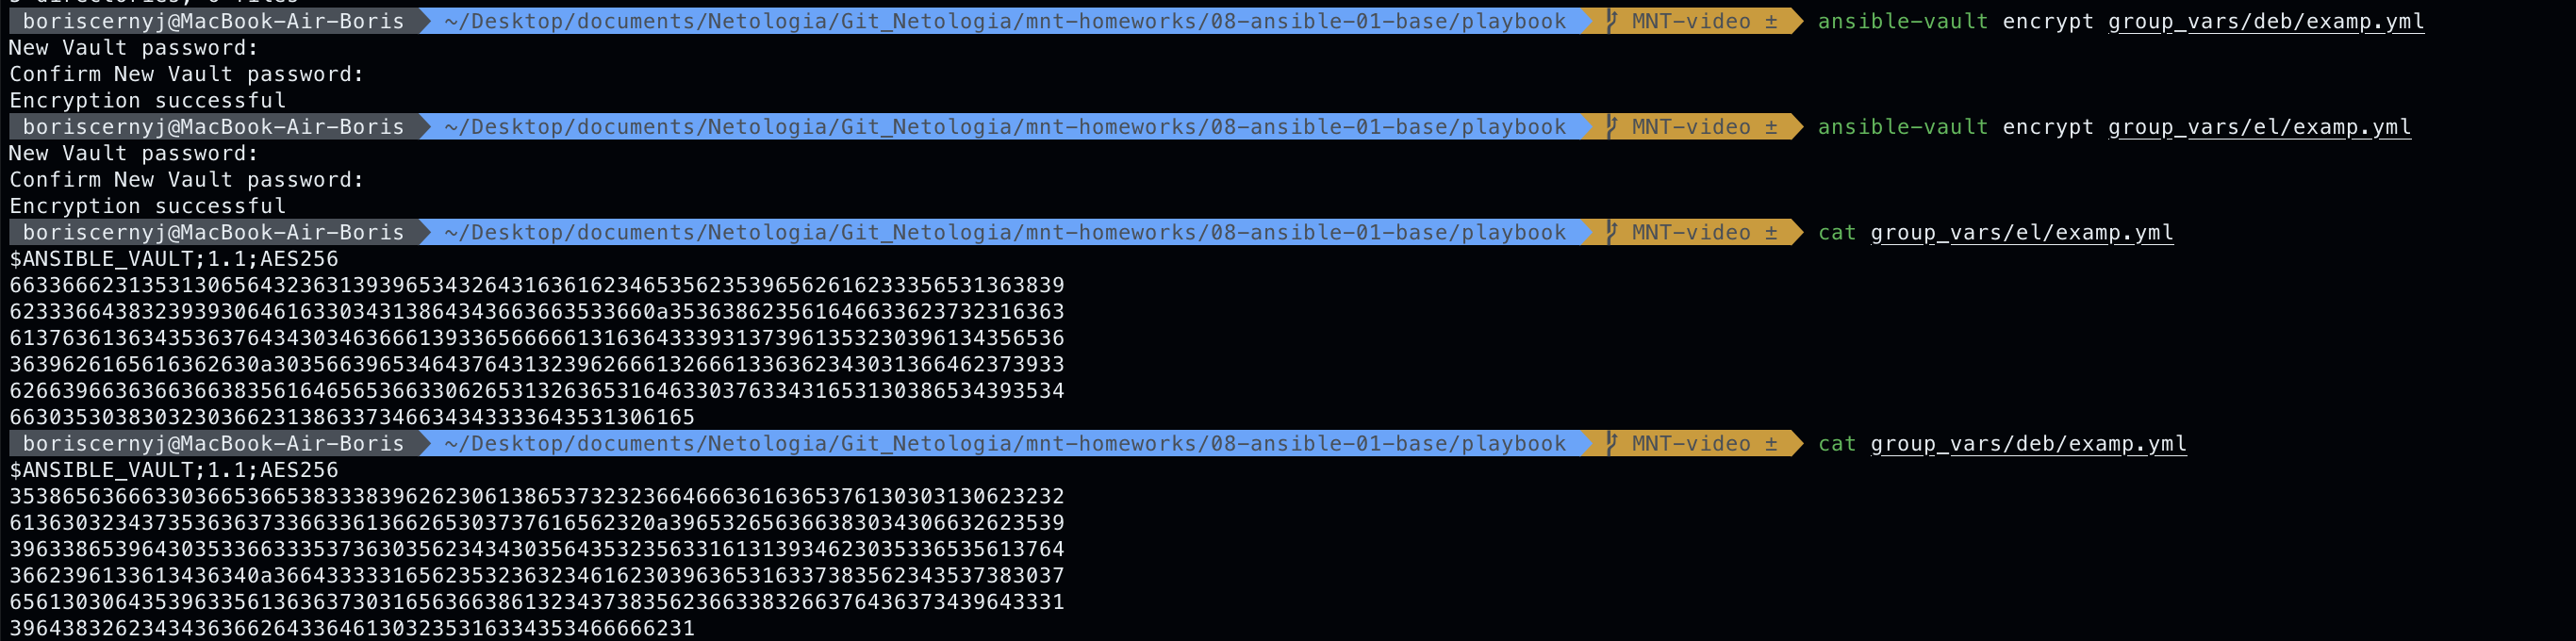 boriscernyj@MacBook-Air-Boris ~/Desktop/documents/Netologia/Git_Netologia/mnt-homeworks/08-ansible-01-base/playbook MNT-video ± ansible-vault encrypt group_vars/deb/examp.yml
New Vault password:
Confirm New Vault password:
Encryption successful
boriscernyj@MacBook-Air-Boris ~/Desktop/documents/Netologia/Git_Netologia/mnt-homeworks/08-ansible-01-base/playbook MNT-video ± ansible-vault encrypt group_vars/el/examp.yml
New Vault password:
Confirm New Vault password:
Encryption successful
boriscernyj@MacBook-Air-Boris ~/Desktop/documents/Netologia/Git_Netologia/mnt-homeworks/08-ansible-01-base/playbook MNT-video ± cat group_vars/el/examp.yml
$ANSIBLE_VAULT;1.1;AES256
66336662313531306564323631393965343264316361623465356235396562616233356531363839
6233366438323939306461633034313864343663663533660a353638623561646633623732316363
61376361363435363764343034636661393365666661316364333931373961353230396134356536
3639626165616362630a303566396534643764313239626661326661336362343031366462373933
62663966363663663835616465653663306265313263653164633037633431653130386534393534
6630353038303230366231386337346634343333643531306165
boriscernyj@MacBook-Air-Boris ~/Desktop/documents/Netologia/Git_Netologia/mnt-homeworks/08-ansible-01-base/playbook MNT-video ± cat group_vars/deb/examp.yml
$ANSIBLE_VAULT;1.1;AES256
35386563666330366536653833383962623061386537323236646663616365376130303130623232
6136303234373536363733663361366265303737616562320a396532656366383034306632623539
39633865396430353366333537363035623434303564353235633161313934623035336535613764
3662396133613436340a366433333165623532363234616230396365316337383562343537383037
65613030643539633561363637303165636638613234373835623663383266376436373439643331
3964383262343436366264336461303235316334353466666231